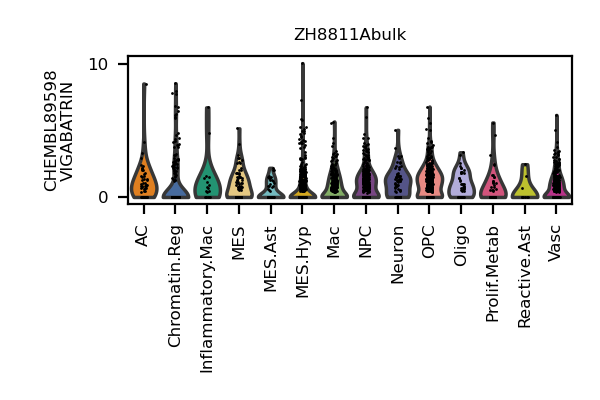 ZH8811Abulk
CHEMBL89598
VIGABATRIN
10
0
AC
Chromatin.Reg
Inflammatory.Mac
MES
MES.Ast
MES.Hyp
Mac
NPC
Neuron
OPC
Oligo
Prolif.Metab
Reactive.Ast
Vasc